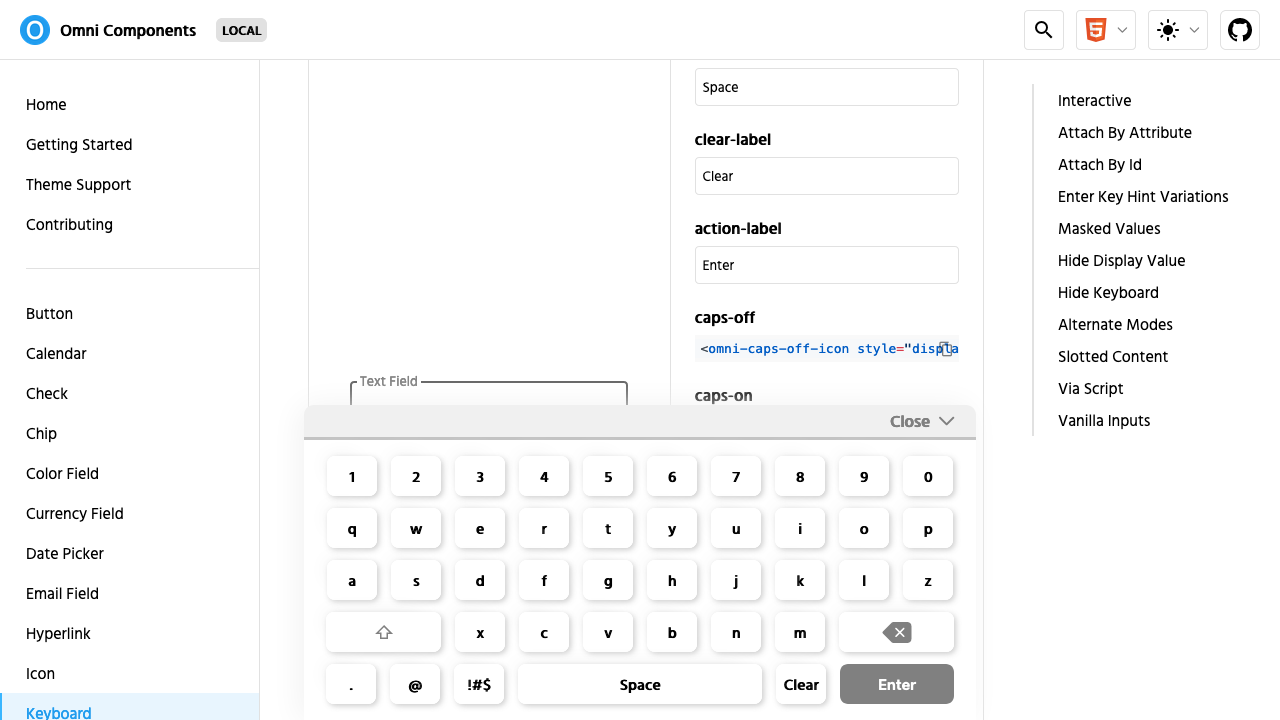 Omni Components LOCAL
Home
Getting Started
Theme Support
Contributing
Button
Calendar
Check
Chip
Color Field
Currency Field
Date Picker
Email Field
Hyperlink
Icon
Keyboard
Text Field
Space
clear-label
Clear
action-label
Enter
caps-off
<omni-caps-off-icon style="displa
caps-on
Close
1 2 3 4 5 6 7 8 9 0
q w e r t y u i o p
a s d f g h j k l z
x c v b n m
. @ !#$ Space Clear Enter
Interactive
Attach By Attribute
Attach By Id
Enter Key Hint Variations
Masked Values
Hide Display Value
Hide Keyboard
Alternate Modes
Slotted Content
Via Script
Vanilla Inputs